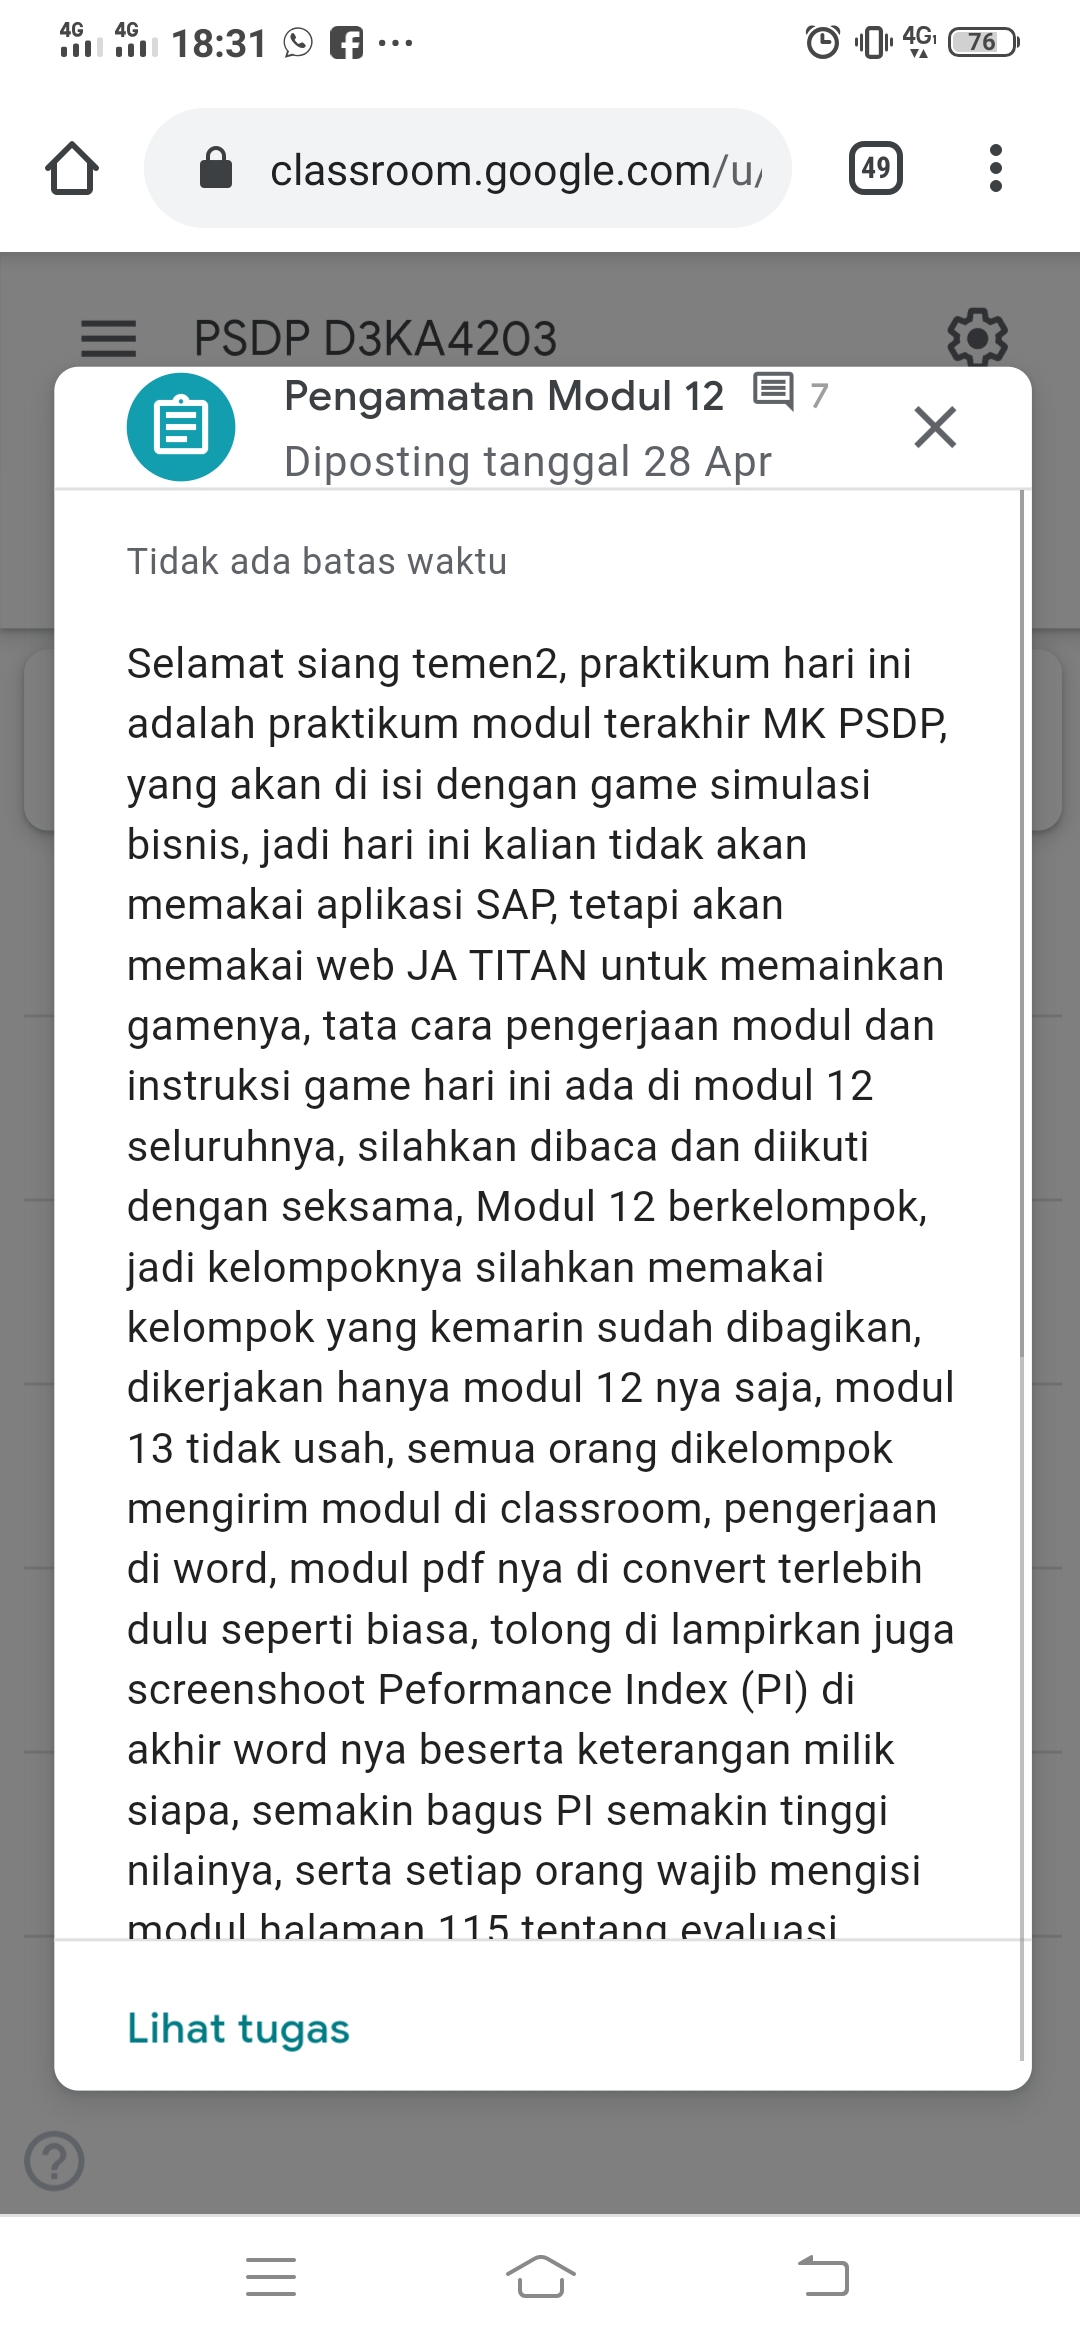 4G 4G 18:31 4G 76
classroom.google.com/u/
49
PSDP D3KA4203
Pengamatan Modul 12 7
Diposting tanggal 28 Apr
Tidak ada batas waktu
Selamat siang temen2, praktikum hari ini
adalah praktikum modul terakhir MK PSDP,
yang akan di isi dengan game simulasi
bisnis, jadi hari ini kalian tidak akan
memakai aplikasi SAP, tetapi akan
memakai web JA TITAN untuk memainkan
gamenya, tata cara pengerjaan modul dan
instruksi game hari ini ada di modul 12
seluruhnya, silahkan dibaca dan diikuti
dengan seksama, Modul 12 berkelompok,
jadi kelompoknya silahkan memakai
kelompok yang kemarin sudah dibagikan,
dikerjakan hanya modul 12 nya saja, modul
13 tidak usah, semua orang dikelompok
mengirim modul di classroom, pengerjaan
di word, modul pdf nya di convert terlebih
dulu seperti biasa, tolong di lampirkan juga
screenshoot Peformance Index (PI) di
akhir word nya beserta keterangan milik
siapa, semakin bagus PI semakin tinggi
nilainya, serta setiap orang wajib mengisi
modul halaman 115 tentang evaluasi
Lihat tugas